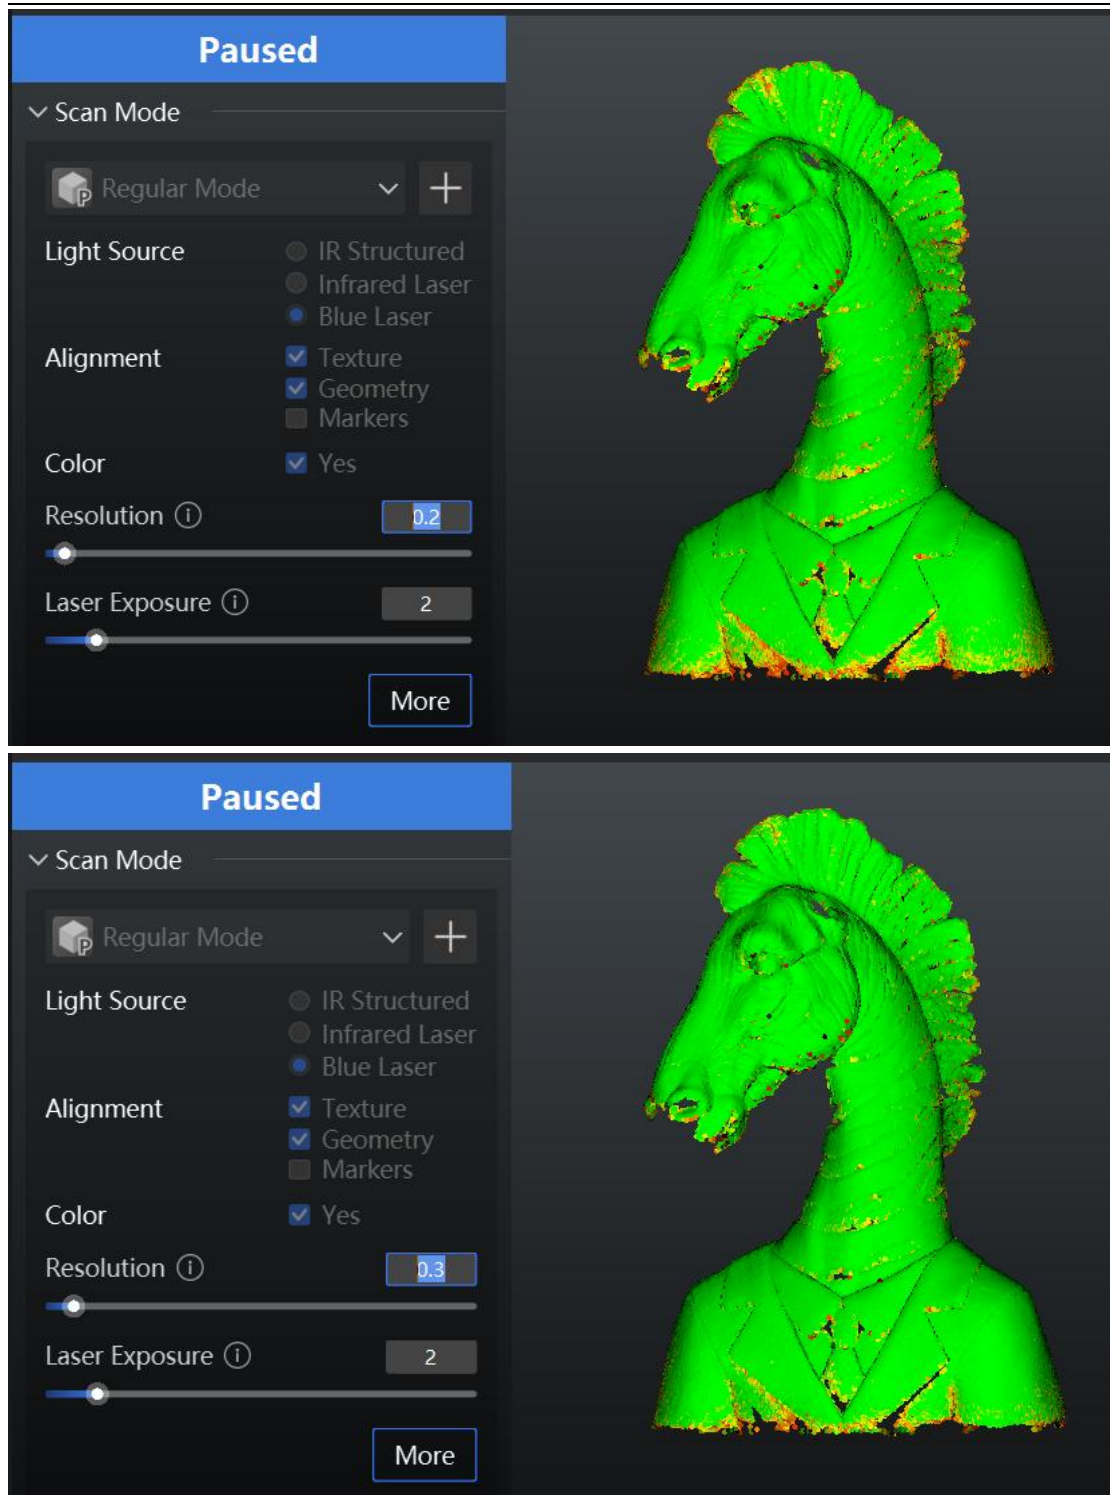 Paused
Scan Mode
P Regular Mode
Light Source IR Structured
Infrared Laser
Blue Laser
Alignment Texture
Geometry
Markers
Color Yes
Resolution i 0.2
Laser Exposure i 2
More
Paused
Scan Mode
P Regular Mode
Light Source IR Structured
Infrared Laser
Blue Laser
Alignment Texture
Geometry
Markers
Color Yes
Resolution i 0.3
Laser Exposure i 2
More